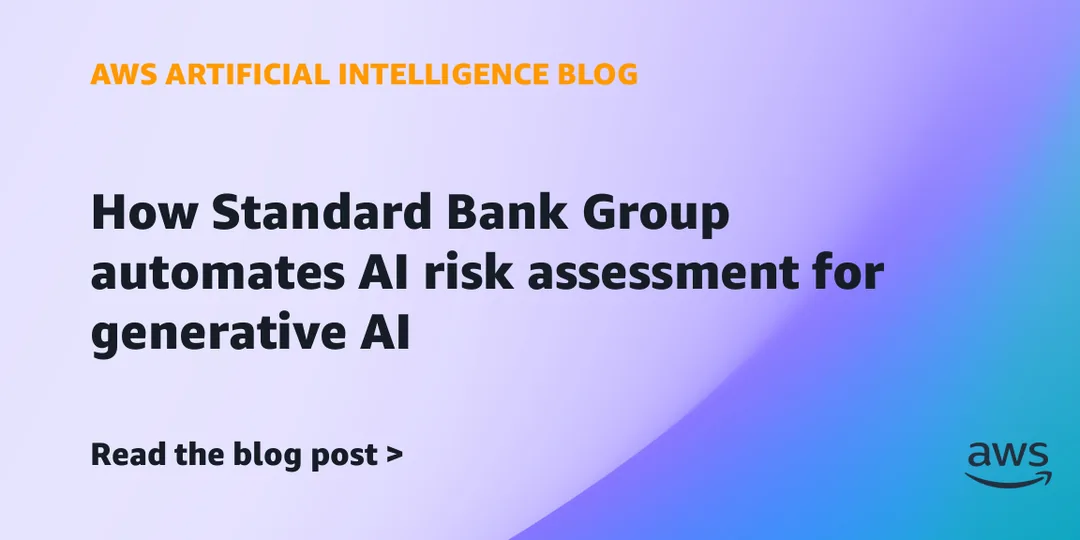 AWS ARTIFICIAL INTELLIGENCE BLOG
How Standard Bank Group
automates AI risk assessment for
generative AI
Read the blog post >
aws